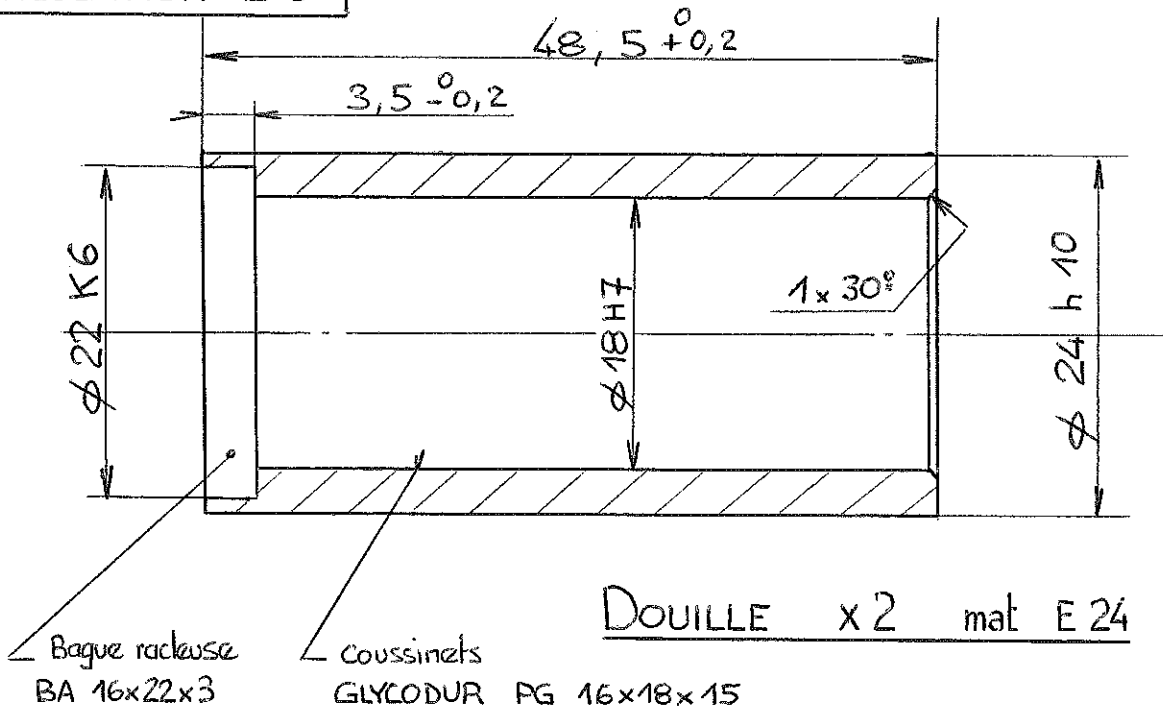 0
48,5 +0,2
0
3,5 -0,2
ϕ 22 K6
ϕ 18 H7
1 x 30°
ϕ 24 h 10
DOUILLE x 2 mat E 24
Bague racleuse
BA 16x22x3
Coussinets
GLYCODUR PG 16x18x15